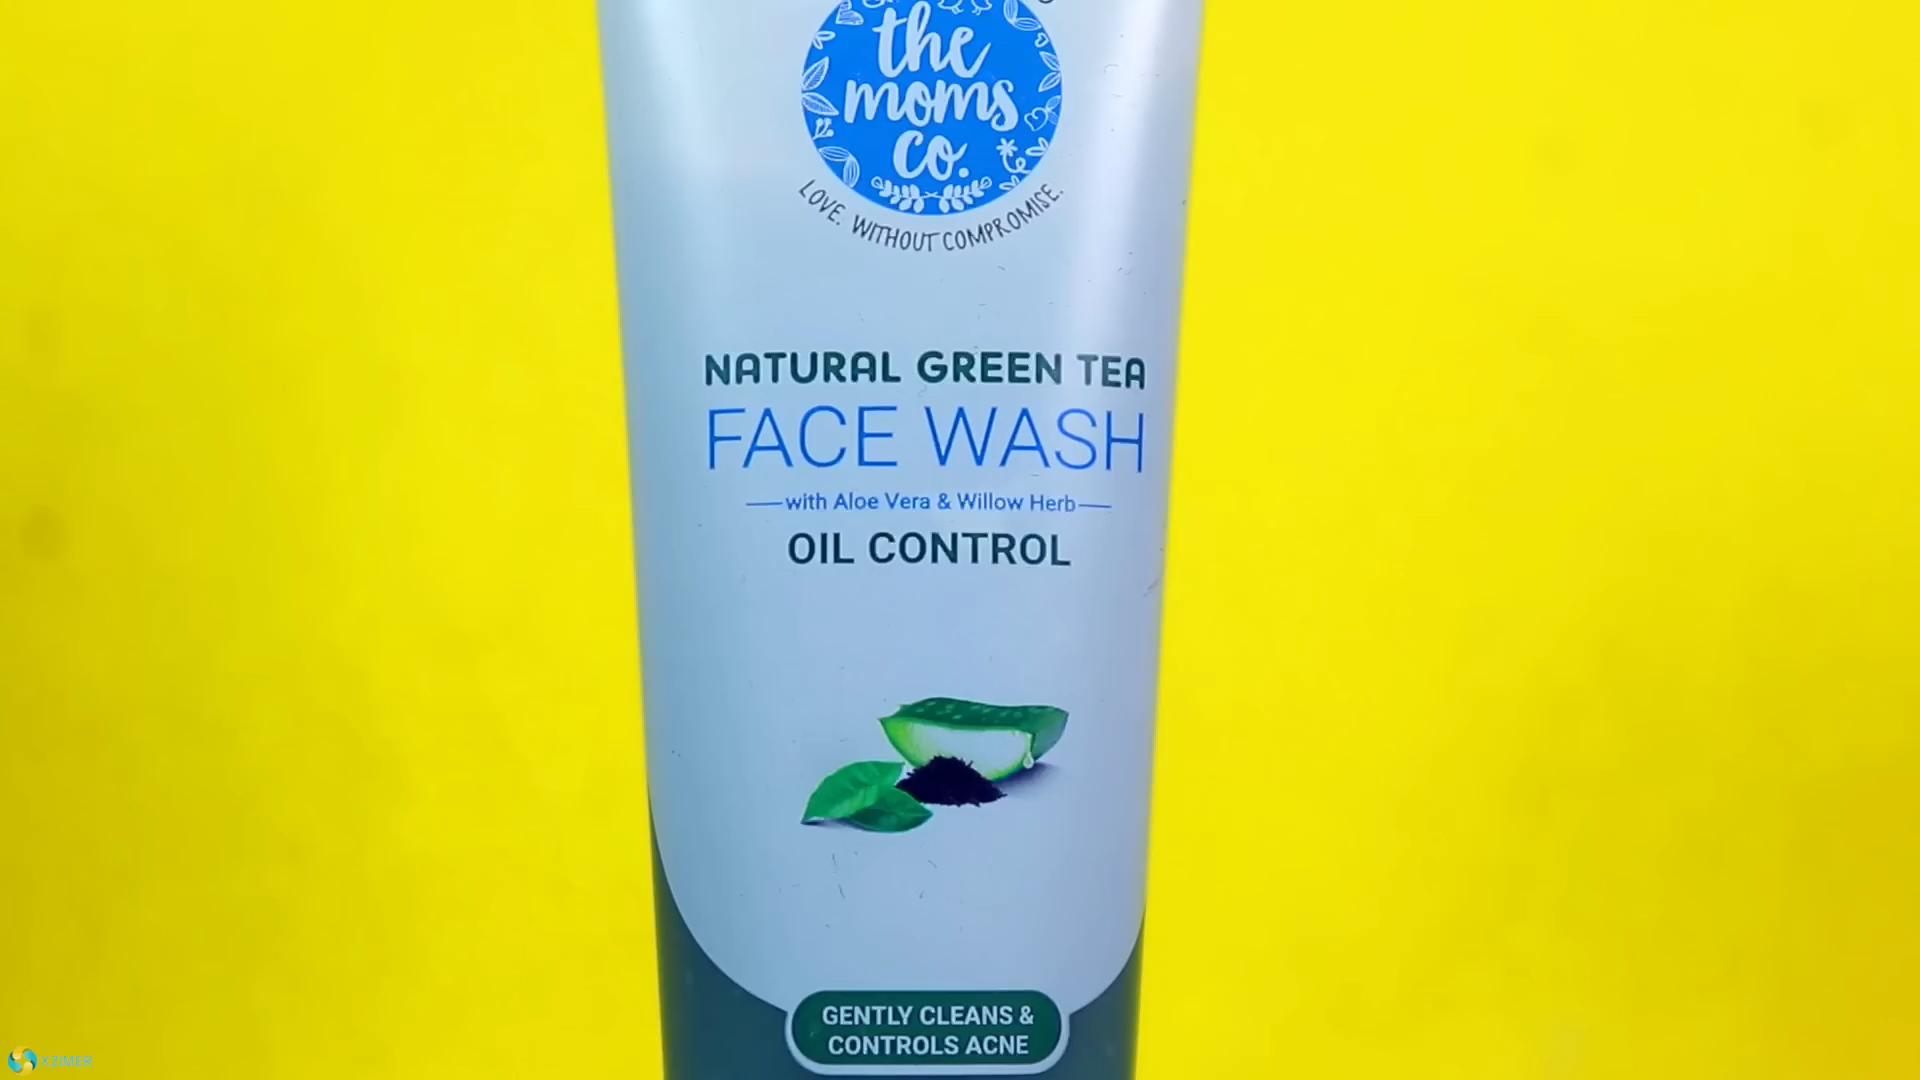 the
moms
co.
LOVE. WITHOUT COMPROMISE.
NATURAL GREEN TEA
FACE WASH
with Aloe Vera & Willow Herb
OIL CONTROL
GENTLY CLEANS &
CONTROLS ACNE